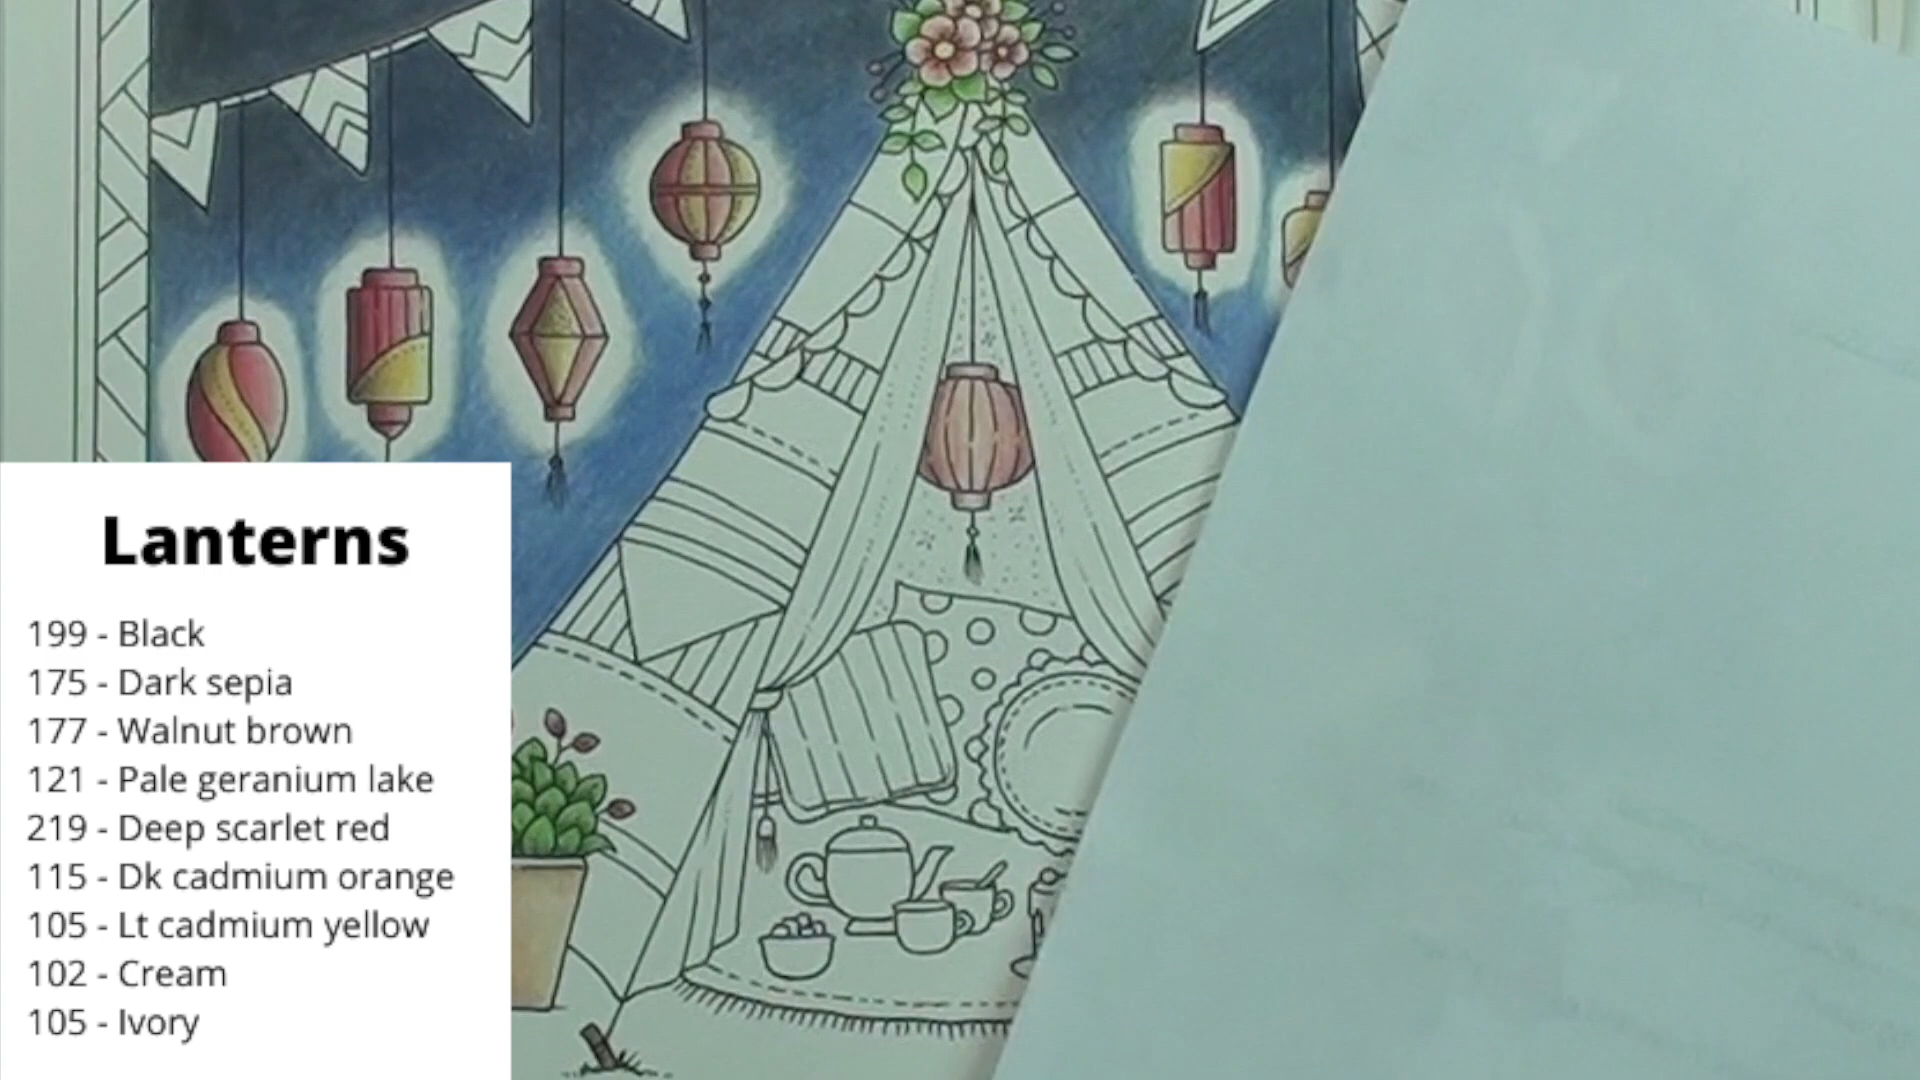 Lanterns
199 - Black
175 - Dark sepia
177 - Walnut brown
121 - Pale geranium lake
219 - Deep scarlet red
115 - Dk cadmium orange
105 - Lt cadmium yellow
102 - Cream
105 - Ivory